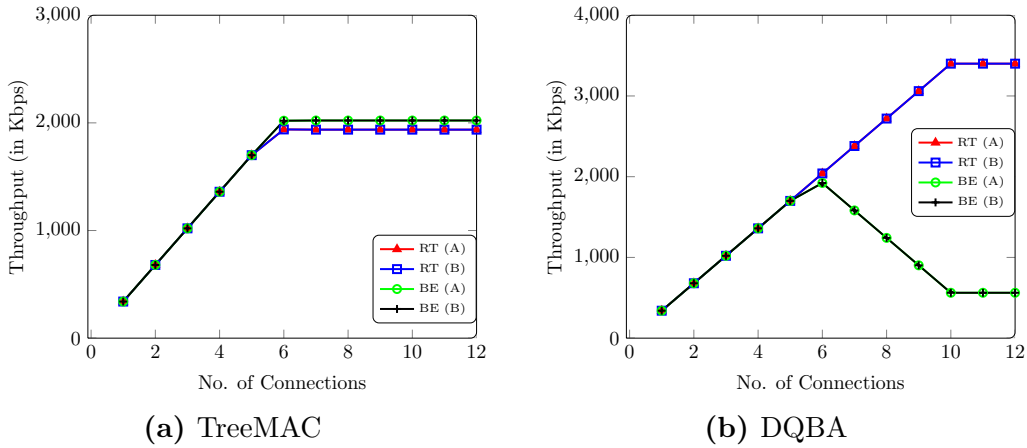 3,000
2,000
1,000
0
Throughput (in Kbps)
0 2 4 6 8 10 12
No. of Connections
RT (A)
RT (B)
BE (A)
BE (B)
(a) TreeMAC
4,000
3,000
2,000
1,000
0
Throughput (in Kbps)
0 2 4 6 8 10 12
No. of Connections
RT (A)
RT (B)
BE (A)
BE (B)
(b) DQBA